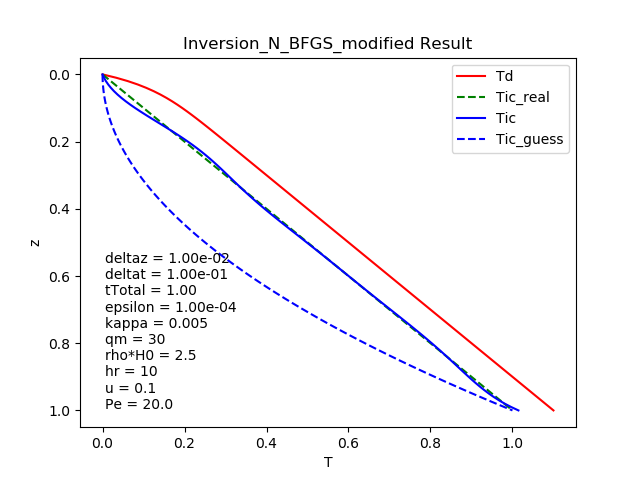 Inversion_N_BFGS_modified Result
Td
Tic_real
Tic
Tic_guess
0.0
0.2
0.4
0.6
0.8
1.0
z
deltaz = 1.00e-02
deltat = 1.00e-01
tTotal = 1.00
epsilon = 1.00e-04
kappa = 0.005
qm = 30
rho*H0 = 2.5
hr = 10
u = 0.1
Pe = 20.0
0.0 0.2 0.4 0.6 0.8 1.0
T